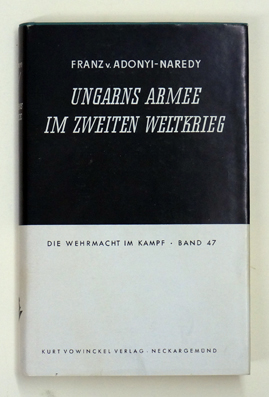 FRANZ v. ADONYI-NAREDY
UNGARNS ARMEE
IM ZWEITEN WELTKRIEG
DIE WEHRMACHT IM KAMPF • BAND 47
KURT VOWINCKEL VERLAG · NECKARGEMÜND